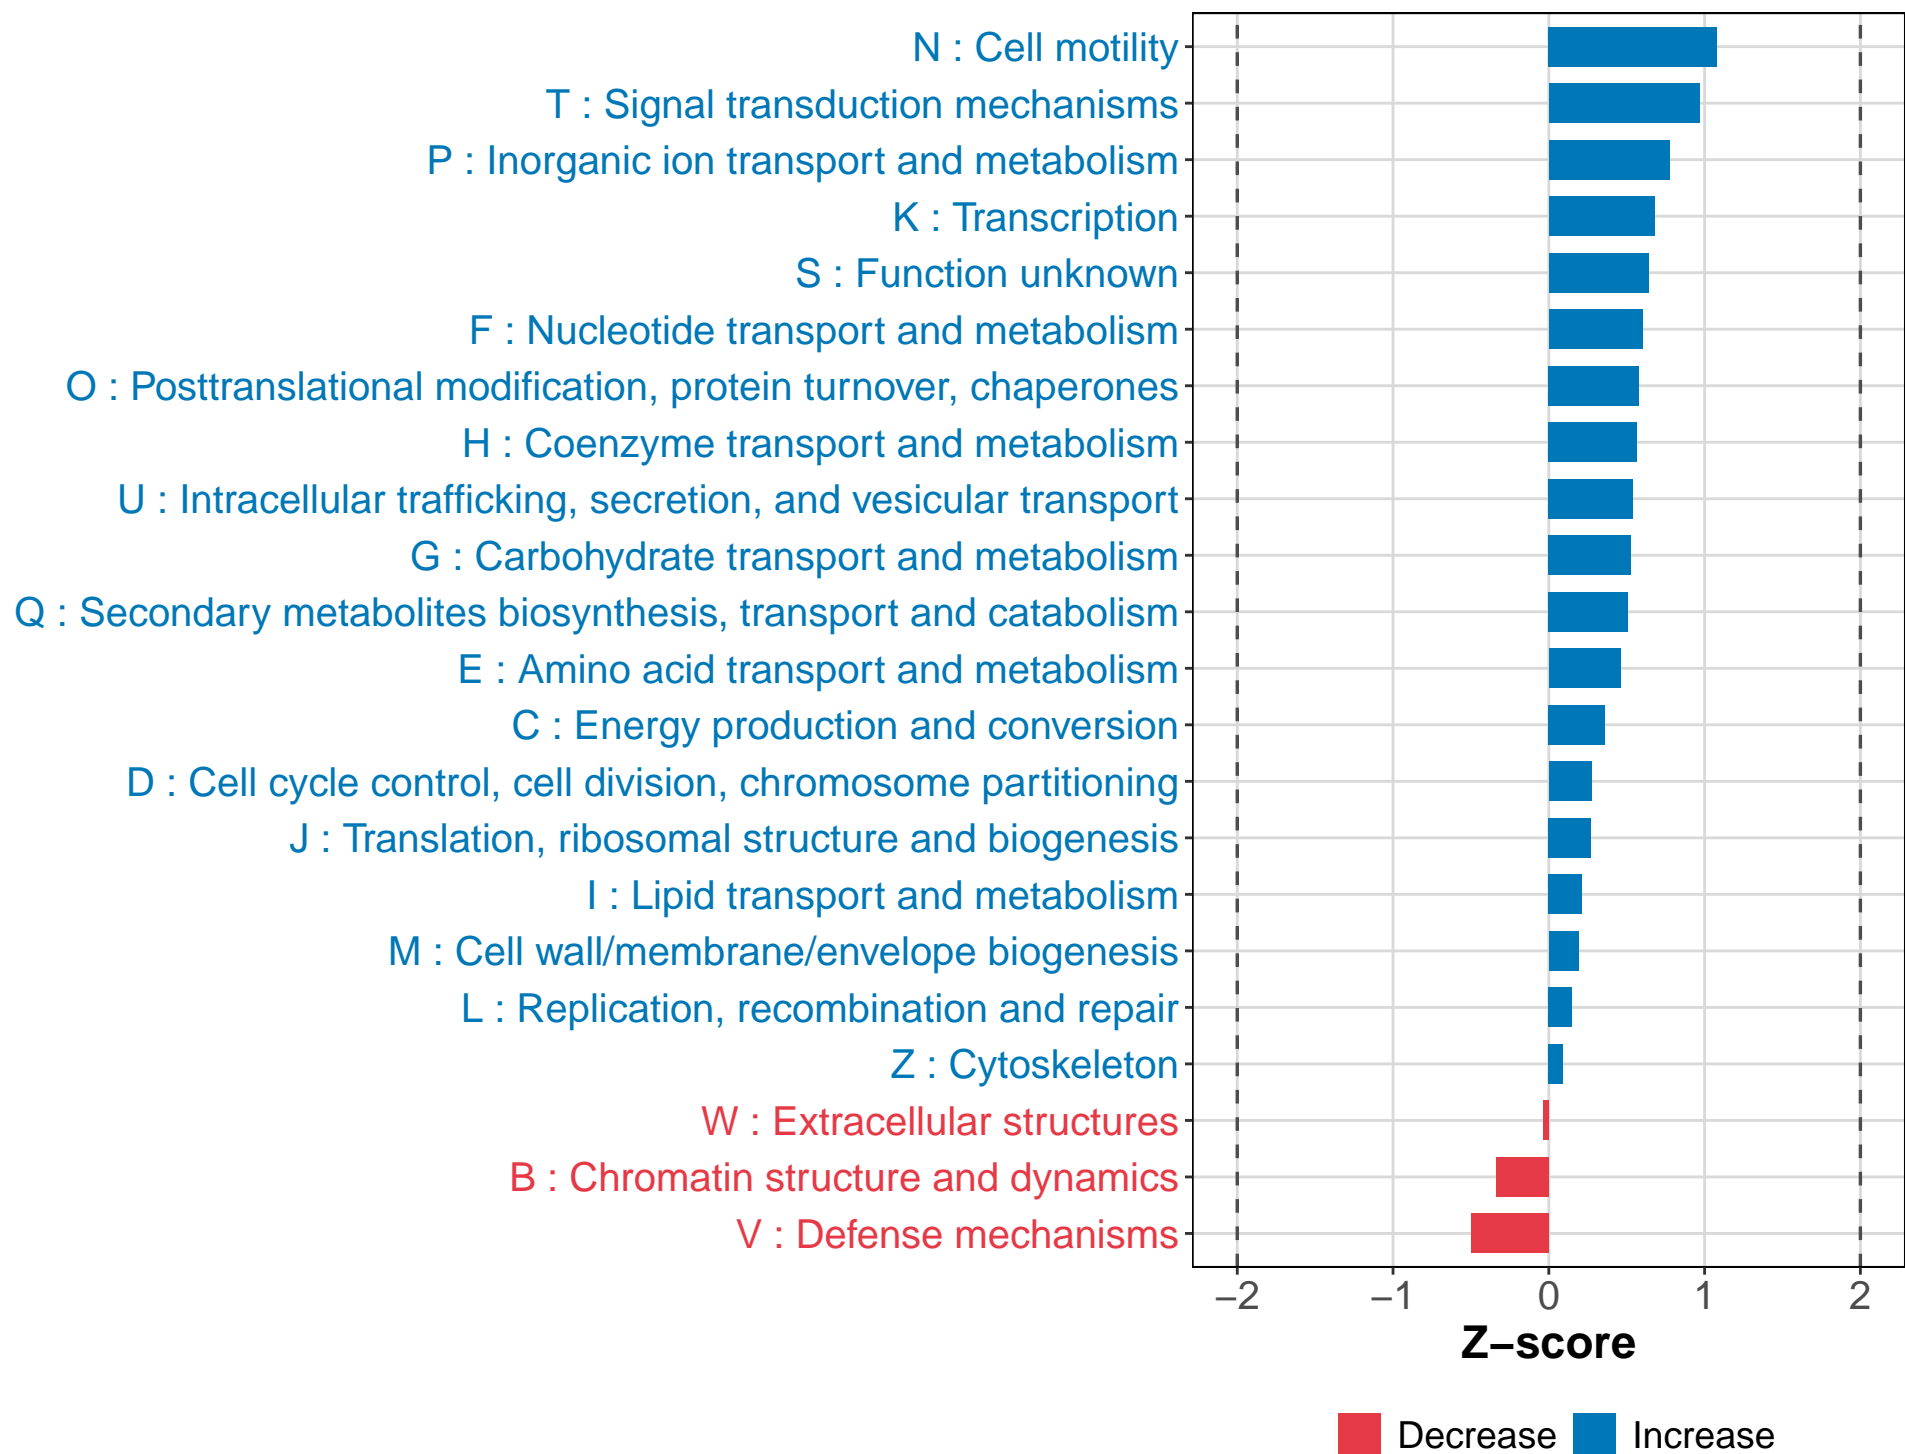 N : Cell motility
T : Signal transduction mechanisms
P : Inorganic ion transport and metabolism
K : Transcription
S : Function unknown
F : Nucleotide transport and metabolism
O : Posttranslational modification, protein turnover, chaperones
H : Coenzyme transport and metabolism
U : Intracellular trafficking, secretion, and vesicular transport
G : Carbohydrate transport and metabolism
Q : Secondary metabolites biosynthesis, transport and catabolism
E : Amino acid transport and metabolism
C : Energy production and conversion
D : Cell cycle control, cell division, chromosome partitioning
J : Translation, ribosomal structure and biogenesis
I : Lipid transport and metabolism
M : Cell wall/membrane/envelope biogenesis
L : Replication, recombination and repair
Z : Cytoskeleton
W : Extracellular structures
B : Chromatin structure and dynamics
V : Defense mechanisms
−2 −1 0 1 2
Z−score
Decrease Increase